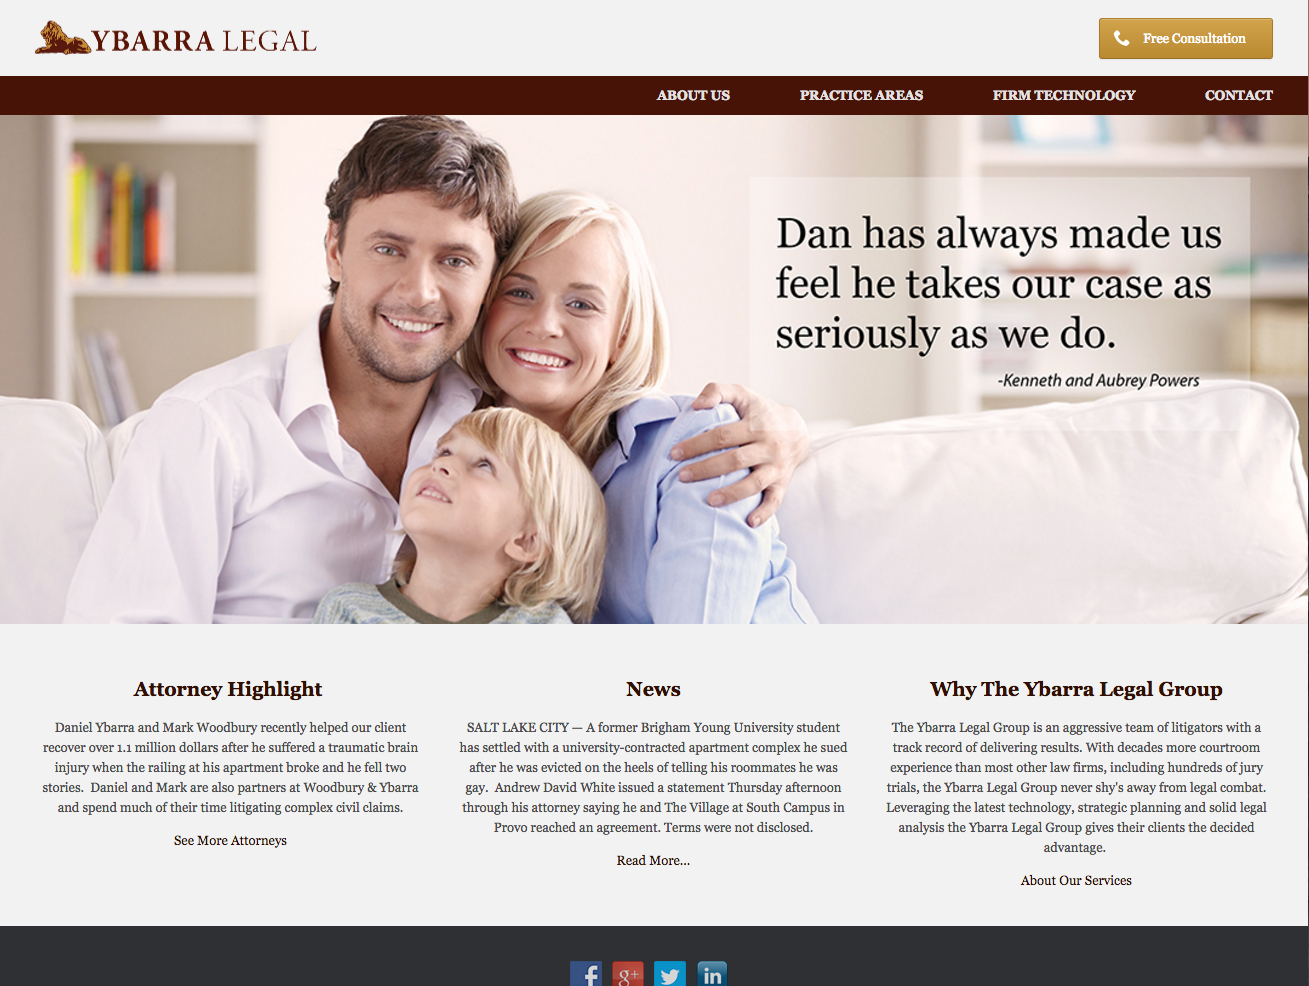 YBARRA LEGAL
Free Consultation
ABOUT US
PRACTICE AREAS
FIRM TECHNOLOGY
CONTACT
Dan has always made us
feel he takes our case as
seriously as we do.
-Kenneth and Aubrey Powers
Attorney Highlight
Daniel Ybarra and Mark Woodbury recently helped our client
recover over 1.1 million dollars after he suffered a traumatic brain
injury when the railing at his apartment broke and he fell two
stories.  Daniel and Mark are also partners at Woodbury & Ybarra
and spend much of their time litigating complex civil claims.
See More Attorneys
News
SALT LAKE CITY — A former Brigham Young University student
has settled with a university-contracted apartment complex he sued
after he was evicted on the heels of telling his roommates he was
gay.  Andrew David White issued a statement Thursday afternoon
through his attorney saying he and The Village at South Campus in
Provo reached an agreement. Terms were not disclosed.
Read More...
Why The Ybarra Legal Group
The Ybarra Legal Group is an aggressive team of litigators with a
track record of delivering results. With decades more courtroom
experience than most other law firms, including hundreds of jury
trials, the Ybarra Legal Group never shy's away from legal combat.
Leveraging the latest technology, strategic planning and solid legal
analysis the Ybarra Legal Group gives their clients the decided
advantage.
About Our Services
f
g+
in